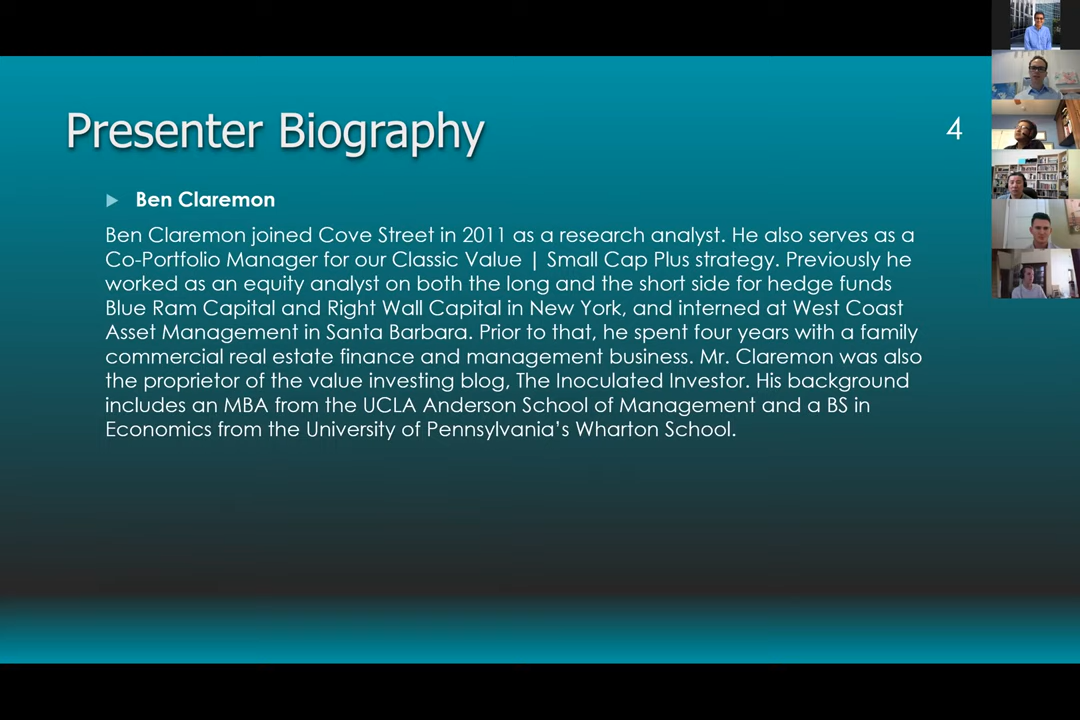 Presenter Biography
4
Ben Claremon
Ben Claremon joined Cove Street in 2011 as a research analyst. He also serves as a
Co-Portfolio Manager for our Classic Value | Small Cap Plus strategy. Previously he
worked as an equity analyst on both the long and the short side for hedge funds
Blue Ram Capital and Right Wall Capital in New York, and interned at West Coast
Asset Management in Santa Barbara. Prior to that, he spent four years with a family
commercial real estate finance and management business. Mr. Claremon was also
the proprietor of the value investing blog, The Inoculated Investor. His background
includes an MBA from the UCLA Anderson School of Management and a BS in
Economics from the University of Pennsylvania’s Wharton School.